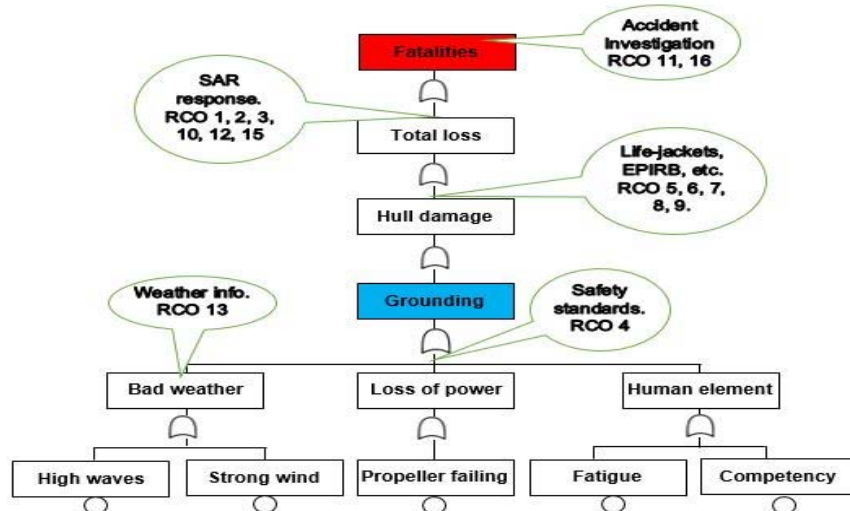 Accident
Investigation
RCO 11, 16
Fatalities
SAR
response.
RCO 1, 2, 3,
10, 12, 15
Total loss
Life-jackets,
EPIRB, etc.
RCO 5, 6, 7,
8, 9.
Hull damage
Weather info.
RCO 13
Grounding
Safety
standards.
RCO 4
Bad weather
Loss of power
Human element
High waves
Strong wind
Propeller failing
Fatigue
Competency